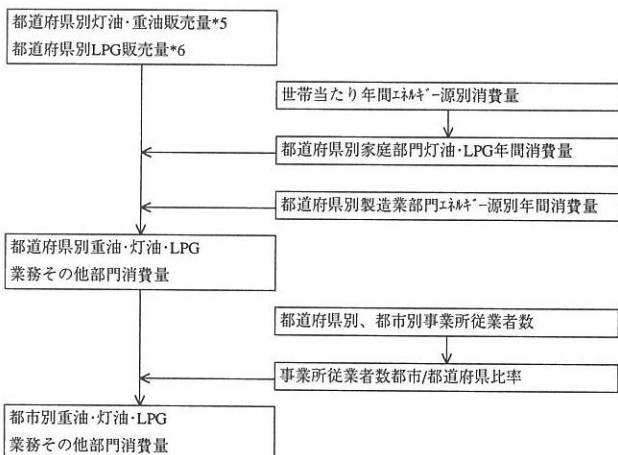 都道府県別灯油･重油販売量*5
都道府県別LPG販売量*6
世帯当たり年間ｴﾈﾙｷﾞｰ源別消費量
都道府県別家庭部門灯油･LPG年間消費量
都道府県別製造業部門ｴﾈﾙｷﾞｰ源別年間消費量
都道府県別重油･灯油･LPG
業務その他部門消費量
都道府県別、都市別事業所従業者数
事業所従業者数都市/都道府県比率
都市別重油･灯油･LPG
業務その他部門消費量